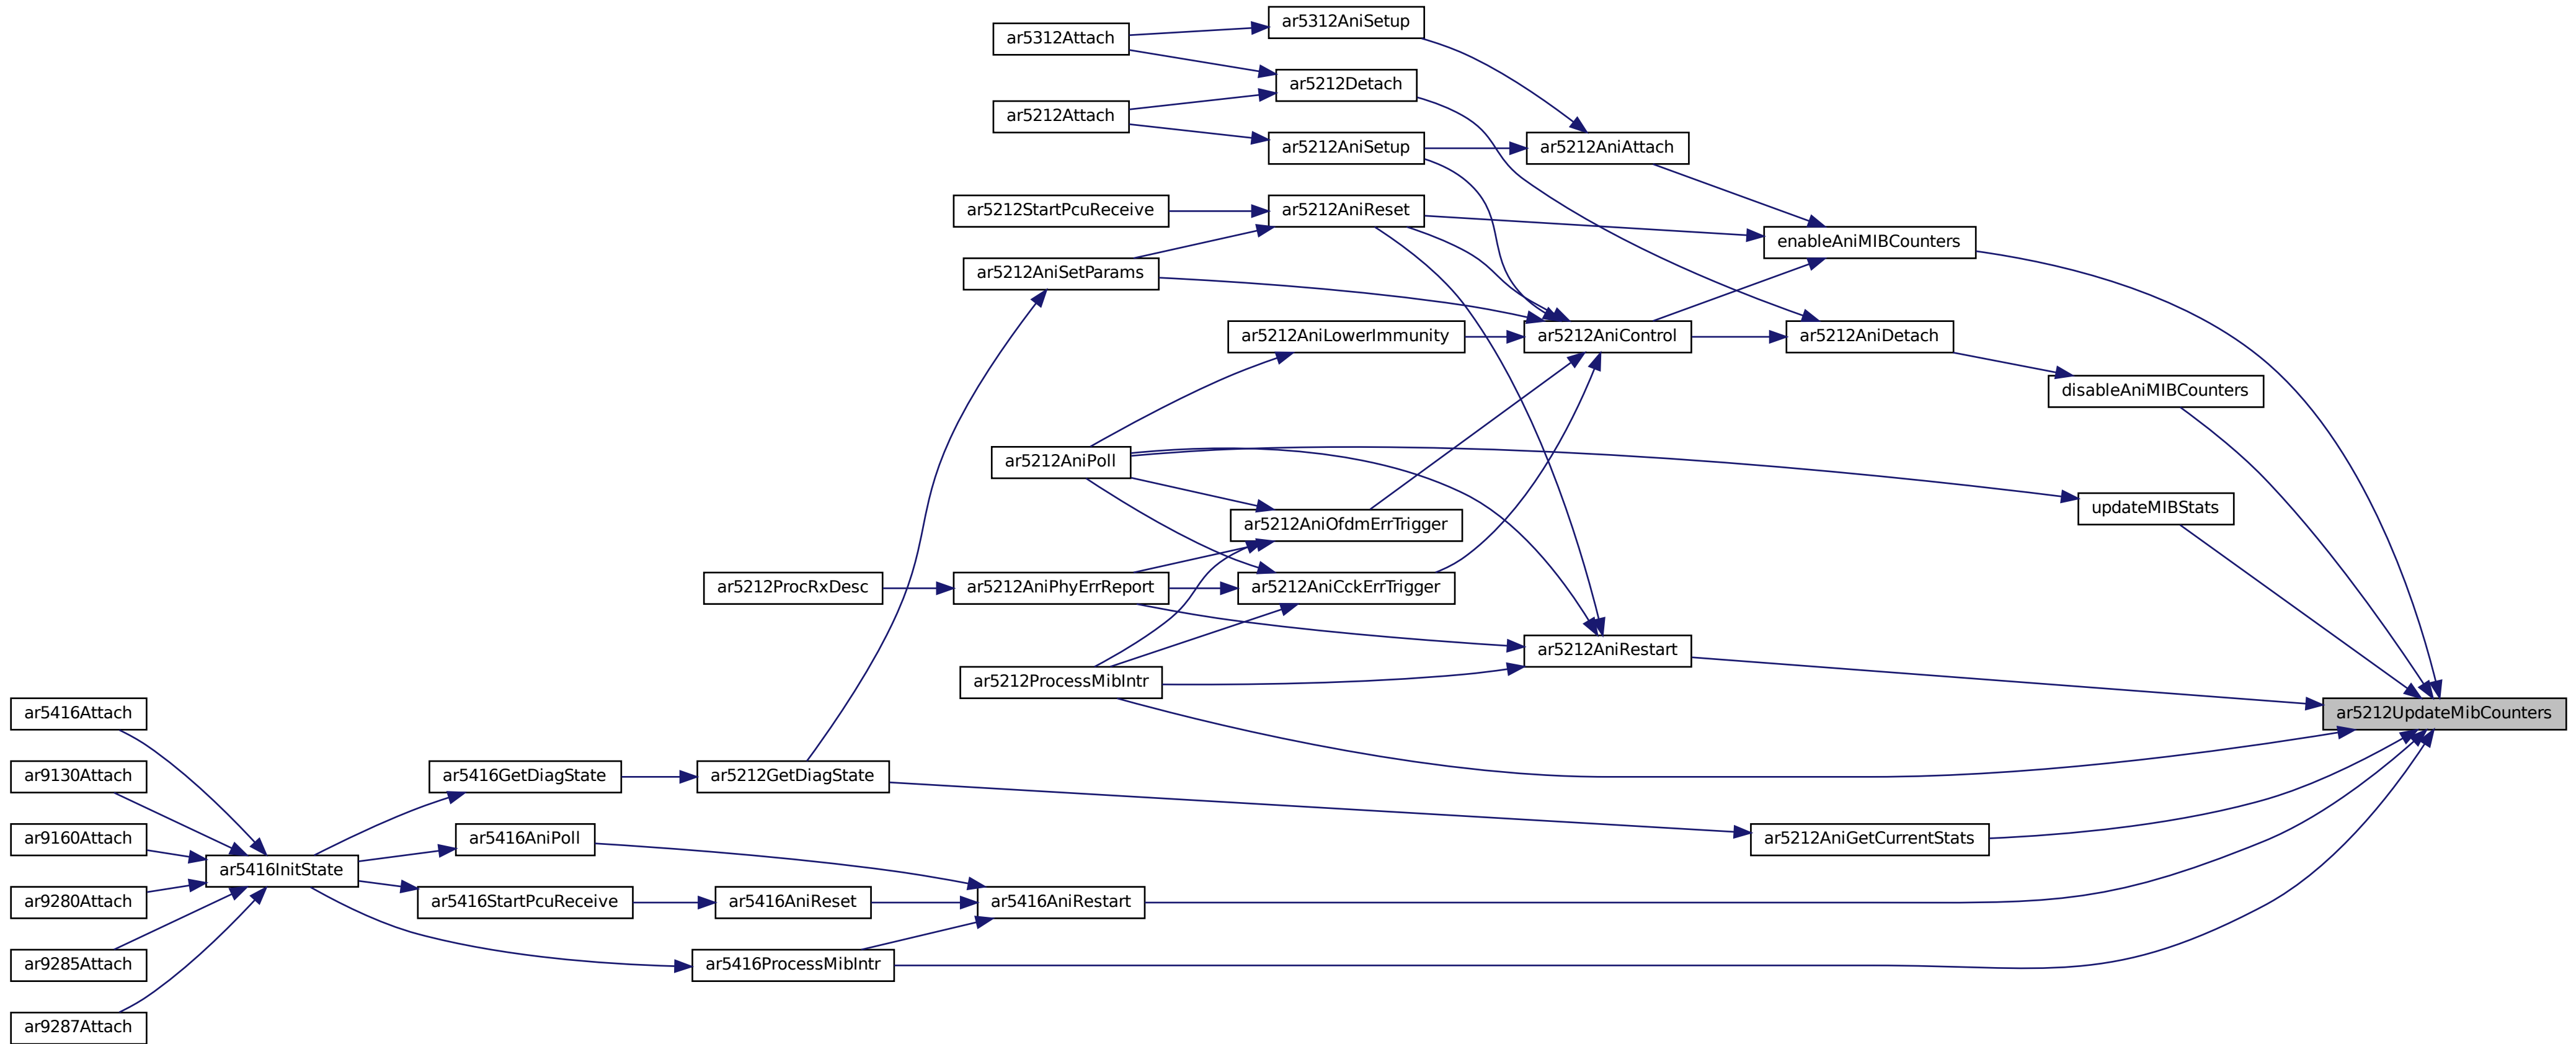 ar5312AniSetup
ar5312Attach
ar5212Detach
ar5212Attach
ar5212AniSetup
ar5212AniAttach
ar5212StartPcuReceive
ar5212AniReset
enableAniMIBCounters
ar5212AniSetParams
ar5212AniLowerImmunity
ar5212AniControl
ar5212AniDetach
disableAniMIBCounters
ar5212AniPoll
updateMIBStats
ar5212AniOfdmErrTrigger
ar5212ProcRxDesc
ar5212AniPhyErrReport
ar5212AniCckErrTrigger
ar5212AniRestart
ar5212ProcessMibIntr
ar5416Attach
ar5212UpdateMibCounters
ar9130Attach
ar5416GetDiagState
ar5212GetDiagState
ar9160Attach
ar5416AniPoll
ar5212AniGetCurrentStats
ar5416InitState
ar9280Attach
ar5416StartPcuReceive
ar5416AniReset
ar5416AniRestart
ar9285Attach
ar5416ProcessMibIntr
ar9287Attach